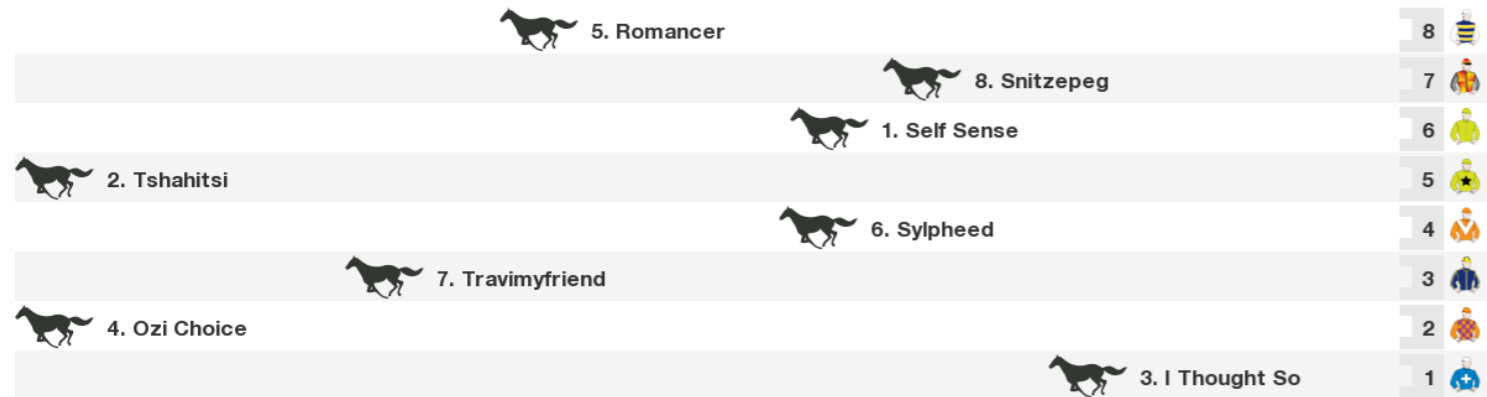 5. Romancer 8
8. Snitzepeg 7
1. Self Sense 6
2. Tshahitsi 5
6. Sylpheed 4
7. Travimyfriend 3
4. Ozi Choice 2
3. I Thought So 1